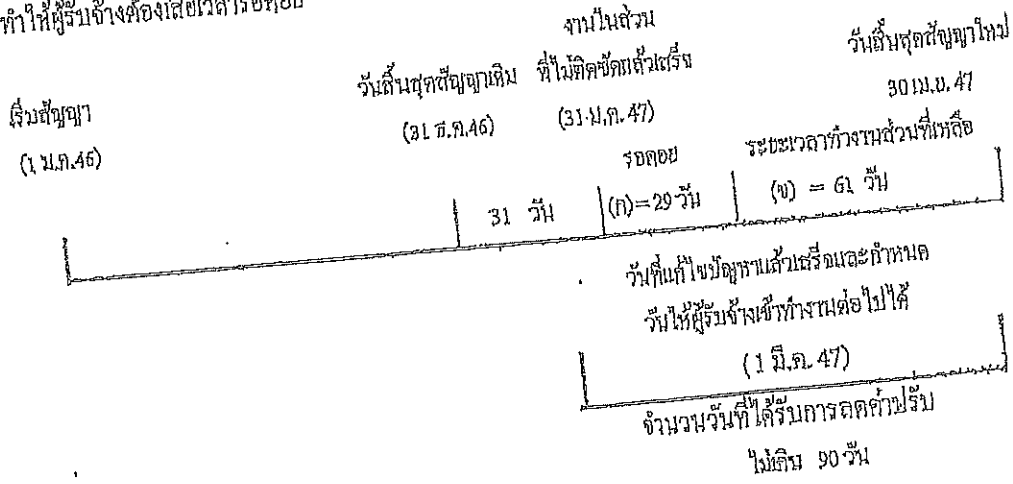 ทำให้ผู้รับจ้างต้องเสียเวลารอคอย
งานในส่วน
วันสิ้นสุดสัญญาเดิม ที่ไม่ติดขัดแล้วเสร็จ วันสิ้นสุดสัญญาใหม่
เริ่มสัญญา (31 ธ.ค.46) (31 ม.ค. 47) 30 เม.ย. 47
(1 ม.ค.46) รอคอย ระยะเวลาทำงานส่วนที่เหลือ
31 วัน (ก)=29 วัน (ข) = 61 วัน
วันที่แก้ไขปัญหาแล้วเสร็จและกำหนด
วันให้ผู้รับจ้างเข้าทำงานต่อไปได้
(1 มี.ค. 47)
จำนวนวันที่ได้รับการลดค่าปรับ
ไม่เกิน 90 วัน